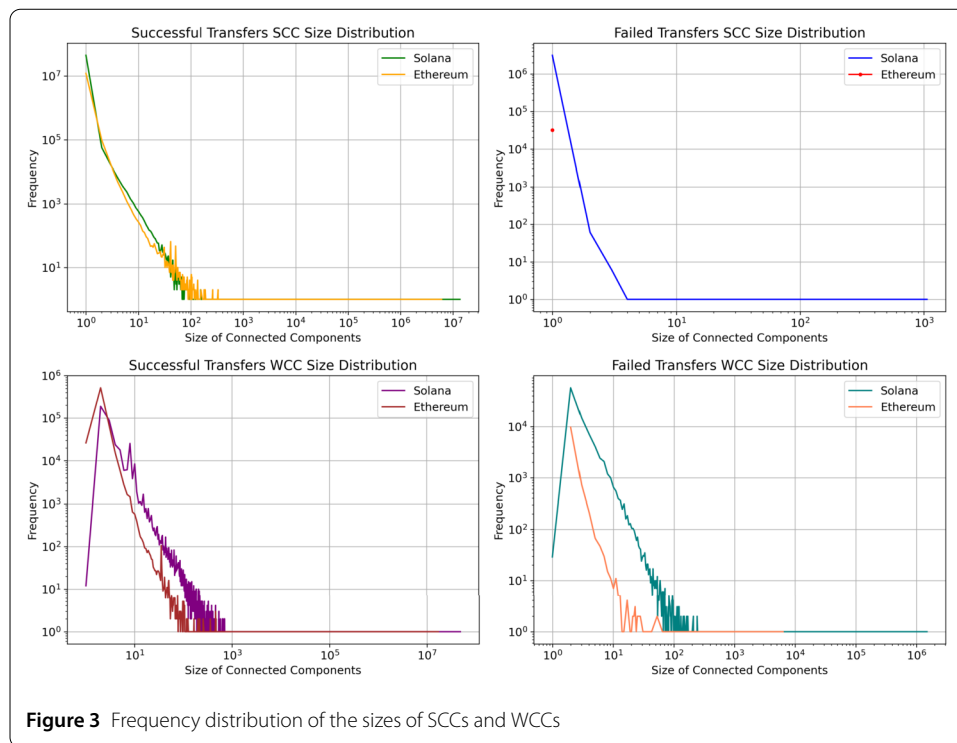 Successful Transfers SCC Size Distribution
Solana
Ethereum
10^7
10^5
10^3
10^1
Frequency
10^0 10^1 10^2 10^3 10^4 10^5 10^6 10^7
Size of Connected Components
Failed Transfers SCC Size Distribution
Solana
Ethereum
10^6
10^5
10^4
10^3
10^2
10^1
10^0
Frequency
10^0 10^1 10^2 10^3
Size of Connected Components
Successful Transfers WCC Size Distribution
Solana
Ethereum
10^6
10^5
10^4
10^3
10^2
10^1
10^0
Frequency
10^1 10^3 10^5 10^7
Size of Connected Components
Failed Transfers WCC Size Distribution
Solana
Ethereum
10^4
10^3
10^2
10^1
10^0
Frequency
10^0 10^1 10^2 10^3 10^4 10^5 10^6
Size of Connected Components
Figure 3 Frequency distribution of the sizes of SCCs and WCCs